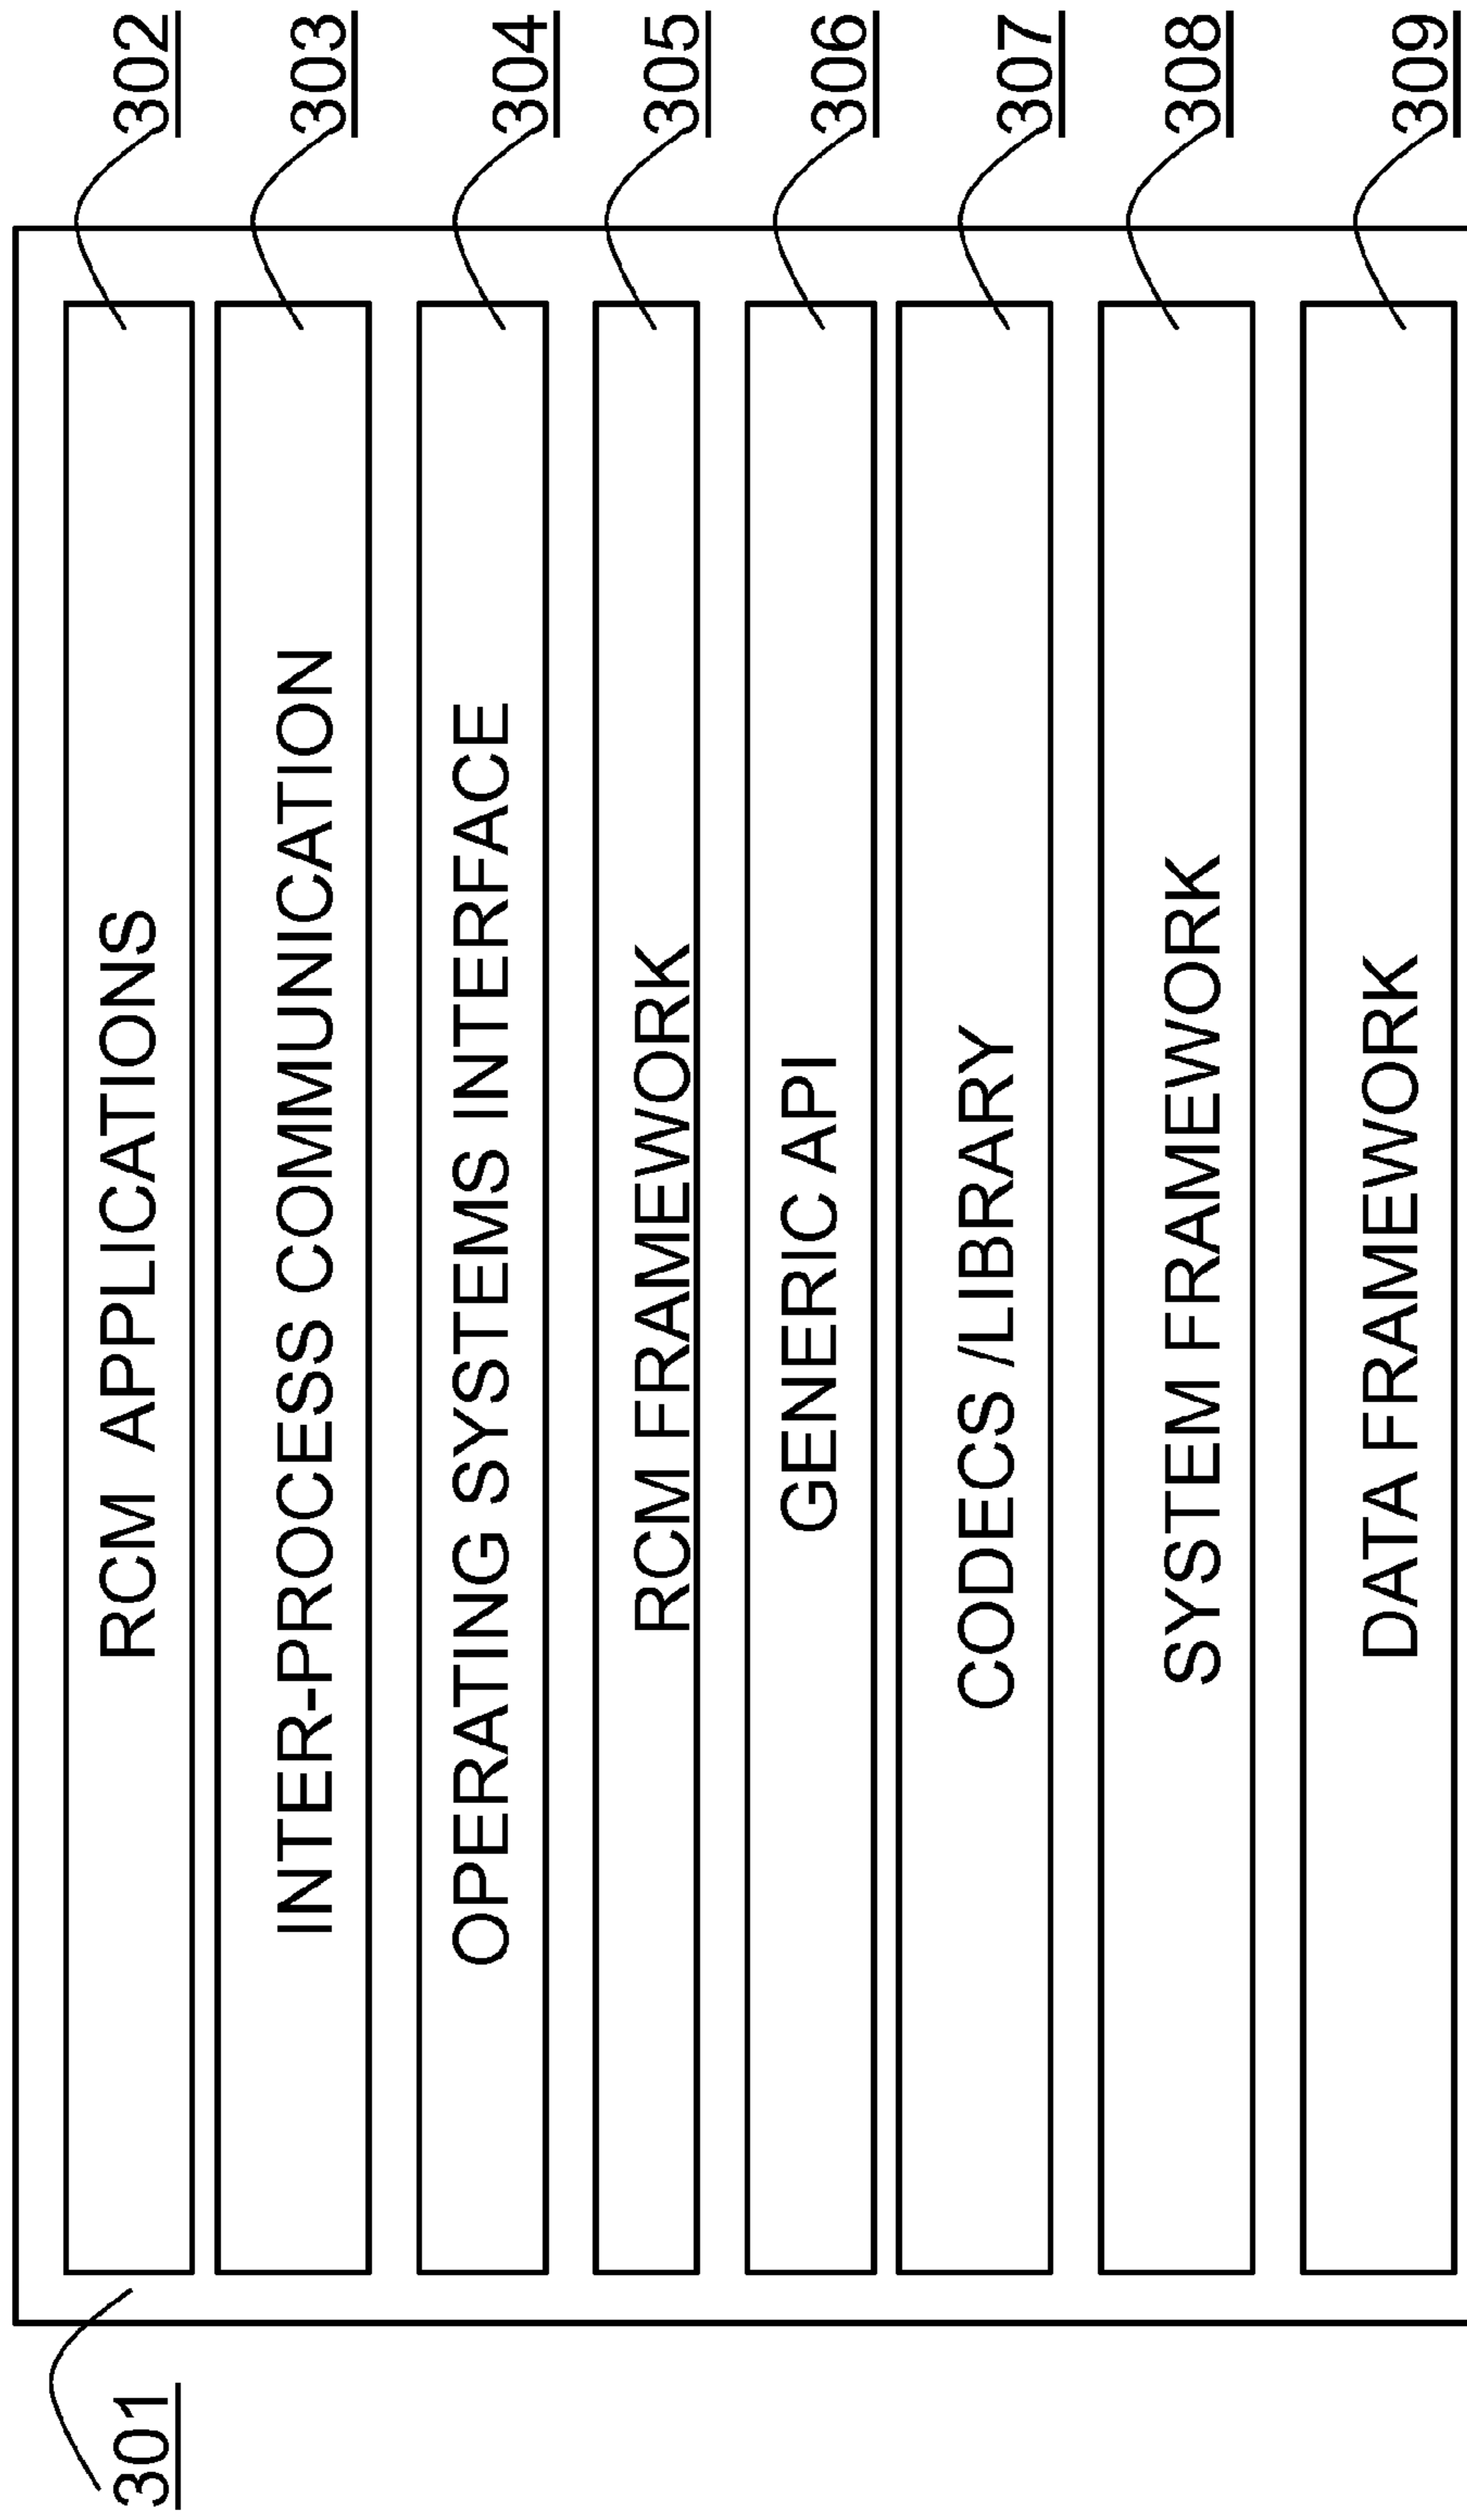 301
RCM APPLICATIONS
302
INTER-PROCESS COMMUNICATION
303
OPERATING SYSTEMS INTERFACE
304
RCM FRAMEWORK
305
GENERIC API
306
CODECS /LIBRARY
307
SYSTEM FRAMEWORK
308
DATA FRAMEWORK
309